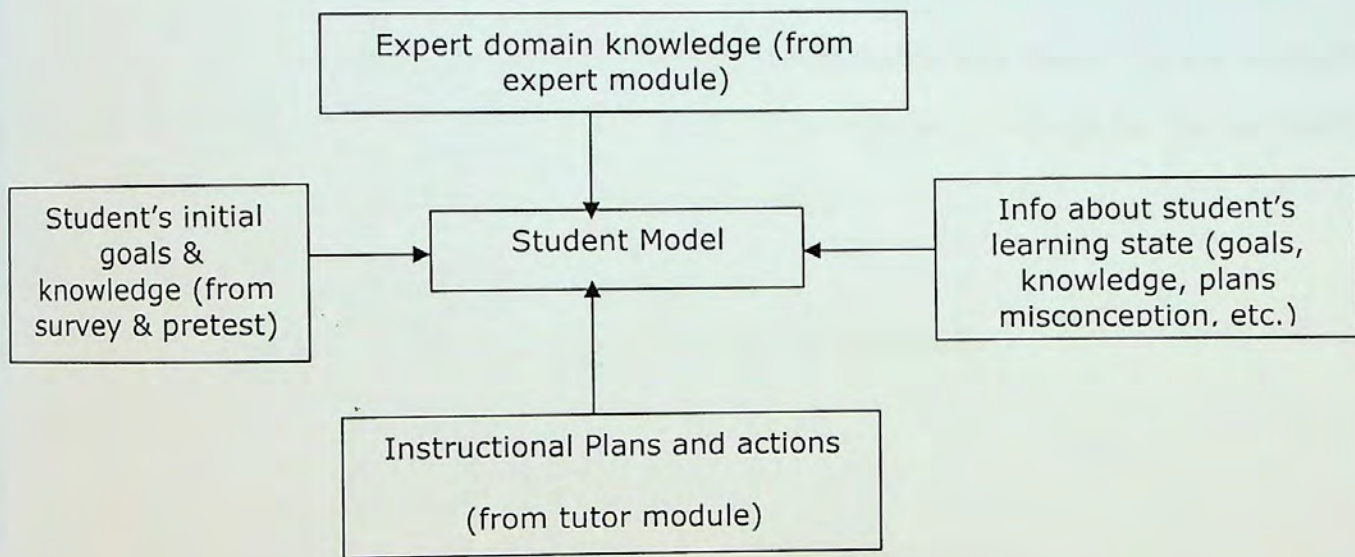 Expert domain knowledge (from
expert module)
Student's initial
goals &
knowledge (from
survey & pretest)
Student Model
Info about student's
learning state (goals,
knowledge, plans
misconception, etc.)
Instructional Plans and actions
(from tutor module)